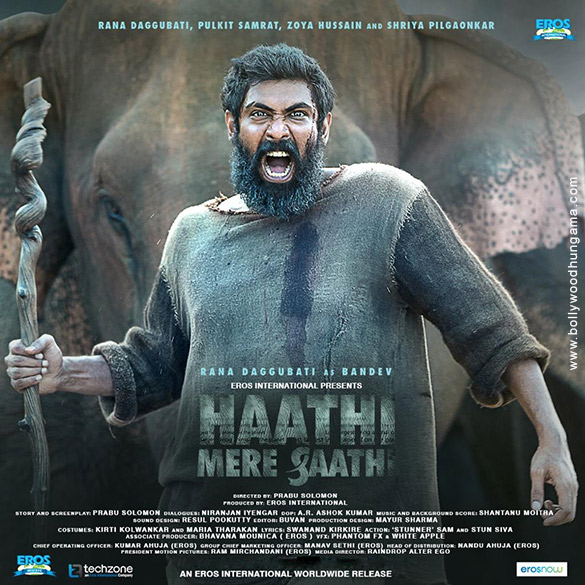 RANA DAGGUBATI, PULKIT SAMRAT, ZOYA HUSSAIN AND SHRIYA PILGAONKAR
EROS
INTERNATIONAL
www.bollywoodhungama.com
RANA DAGGUBATI AS BANDEV
EROS INTERNATIONAL PRESENTS
HAATHI
MERE SAATHI
DIRECTED BY: PRABU SOLOMON
PRODUCED BY: EROS INTERNATIONAL
STORY AND SCREENPLAY: PRABU SOLOMON DIALOGUES: NIRANJAN IYENGAR DOP: A.R. ASHOK KUMAR MUSIC AND BACKGROUND SCORE: SHANTANU MOITRA
SOUND DESIGN: RESUL POOKUTTY EDITOR: BUVAN PRODUCTION DESIGN: MAYUR SHARMA
COSTUMES: KIRTI KOLWANKAR AND MARIA THARAKAN LYRICS: SWANAND KIRKIRE ACTION: 'STUNNER' SAM AND STUN SIVA
ASSOCIATE PRODUCER: BHAVANA MOUNICA ( EROS ) VFX: PHANTOM FX & WHITE APPLE
CHIEF OPERATING OFFICER: KUMAR AHUJA (EROS) GROUP CHIEF MARKETING OFFICER: MANAV SETHI (EROS) HEAD OF DISTRIBUTION: NANDU AHUJA (EROS)
PRESIDENT MOTION PICTURES: RAM MIRCHANDANI (EROS) MEDIA DIRECTOR: RAINDROP ALTER EGO
EROS
INTERNATIONAL
techzone
An Eros International Company
AN EROS INTERNATIONAL WORLDWIDE RELEASE
erosnow